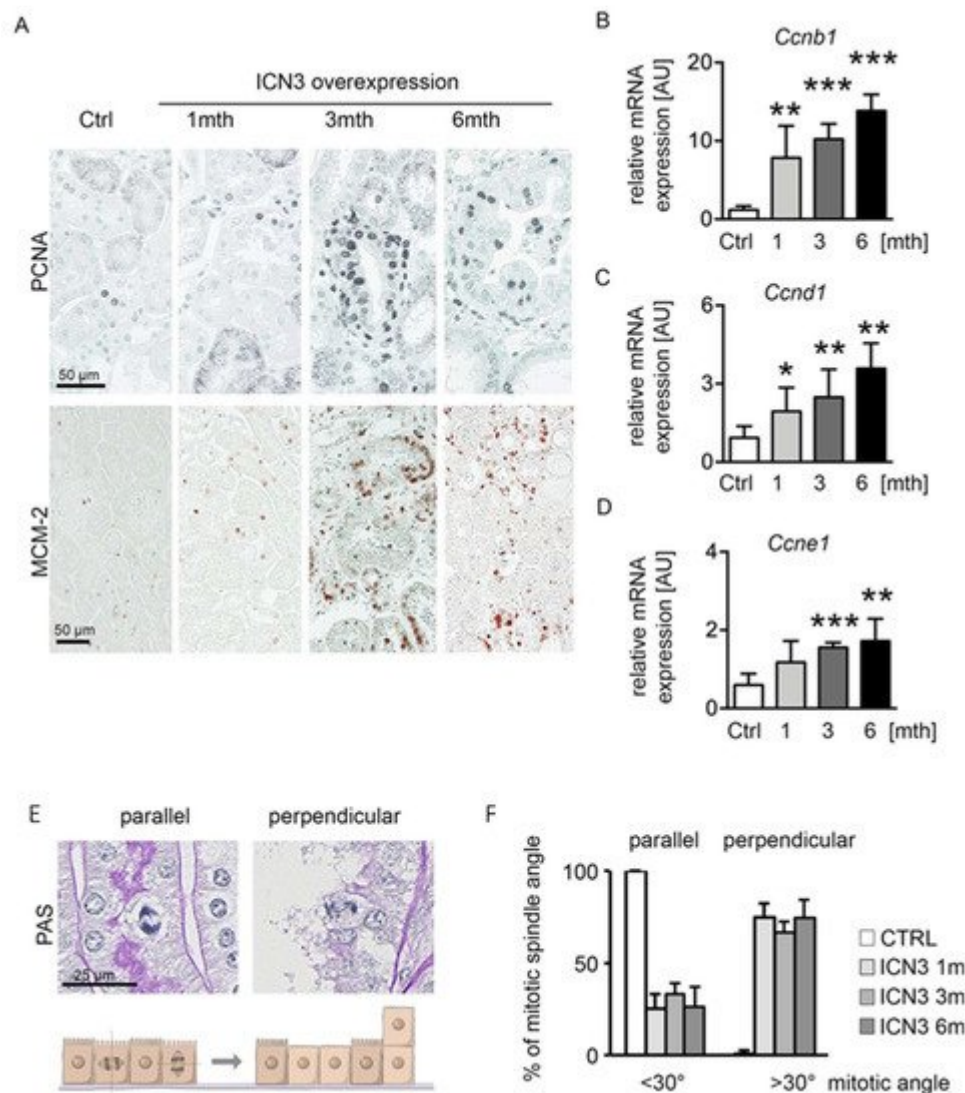 A
ICN3 overexpression
Ctrl 1mth 3mth 6mth
PCNA
50 µm
MCM-2
50 µm
B
Ccnb1
relative mRNA
expression [AU]
20
10
0
*** *** **
Ctrl 1 3 6 [mth]
C
Ccnd1
relative mRNA
expression [AU]
6
3
0
* ** **
Ctrl 1 3 6 [mth]
D
Ccne1
relative mRNA
expression [AU]
4
2
0
*** **
Ctrl 1 3 6 [mth]
E
parallel perpendicular
PAS
25 µm
F
parallel perpendicular
% of mitotic spindle angle
100
50
0
<30° >30° mitotic angle
CTRL
ICN3 1m
ICN3 3m
ICN3 6m